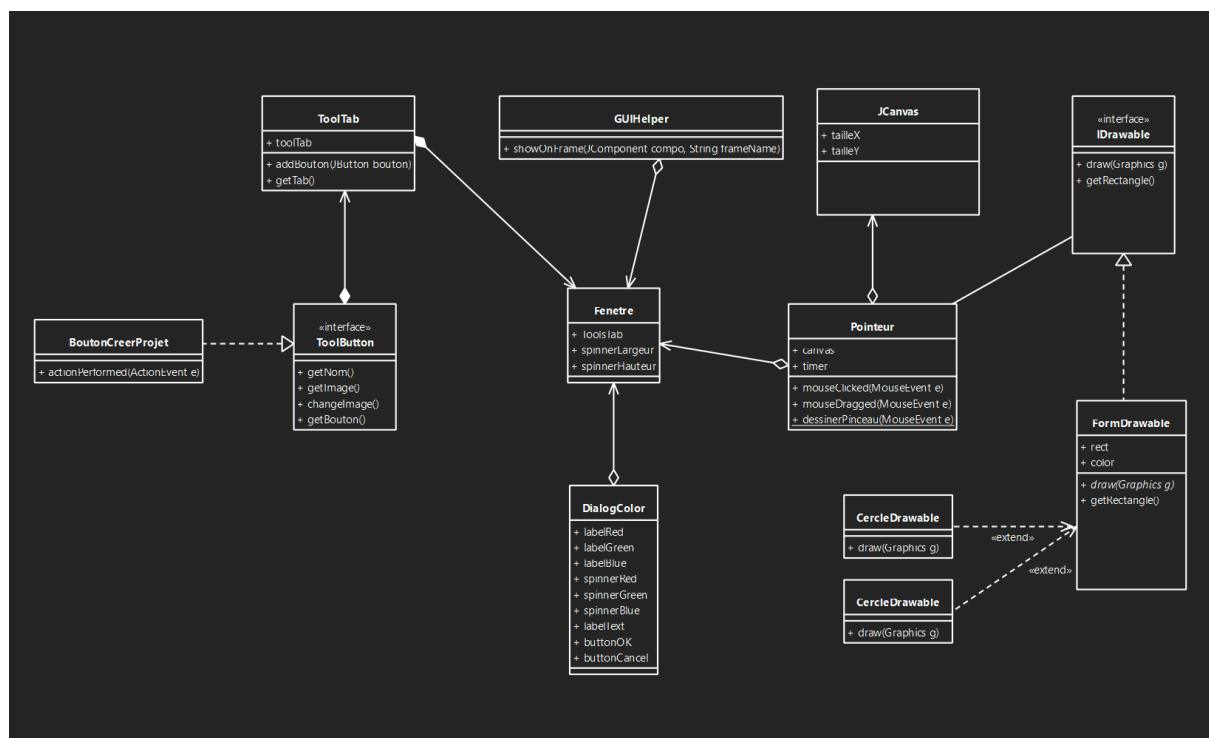 ToolTab
+ toolTab
+ addBouton(JButton bouton)
+ getTab()
GUIHelper
+ showOnFrame(JComponent compo, String frameName)
JCanvas
+ tailleX
+ tailleY
«interface»
IDrawable
+ draw(Graphics g)
+ getRectangle()
BoutonCreerProjet
+ actionPerformed(ActionEvent e)
«interface»
ToolButton
+ getNom()
+ getImage()
+ changeImage()
+ getBouton()
Fenetre
+ ToolsTab
+ spinnerLargeur
+ spinnerHauteur
Pointeur
+ canvas
+ timer
+ mouseClicked(MouseEvent e)
+ mouseDragged(MouseEvent e)
+ dessinerPinceau(MouseEvent e)
FormDrawable
+ rect
+ color
+ draw(Graphics g)
+ getRectangle()
DialogColor
+ labelRed
+ labelGreen
+ labelBlue
+ spinnerRed
+ spinnerGreen
+ spinnerBlue
+ labelText
+ buttonOK
+ buttonCancel
CercleDrawable
+ draw(Graphics g)
«extend»
«extend»
CercleDrawable
+ draw(Graphics g)